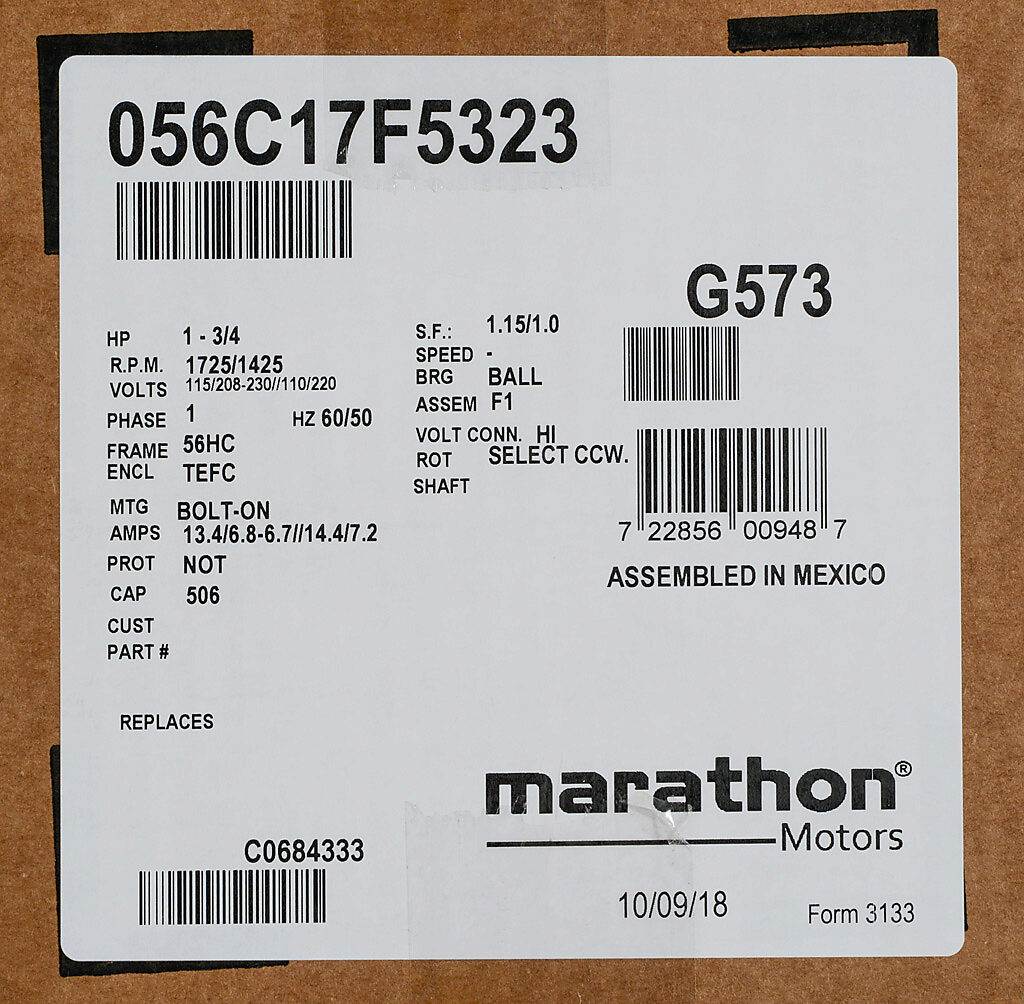 056C17F5323
G573
HP 1 - 3/4
R.P.M. 1725/1425
VOLTS 115/208-230//110/220
PHASE 1 HZ 60/50
FRAME 56HC
ENCL TEFC
MTG BOLT-ON
AMPS 13.4/6.8-6.7//14.4/7.2
PROT NOT
CAP 506
CUST
PART #
REPLACES
S.F.: 1.15/1.0
SPEED -
BRG BALL
ASSEM F1
VOLT CONN. HI
ROT SELECT CCW.
SHAFT
7 22856 00948 7
ASSEMBLED IN MEXICO
marathon®
Motors
C0684333
10/09/18
Form 3133